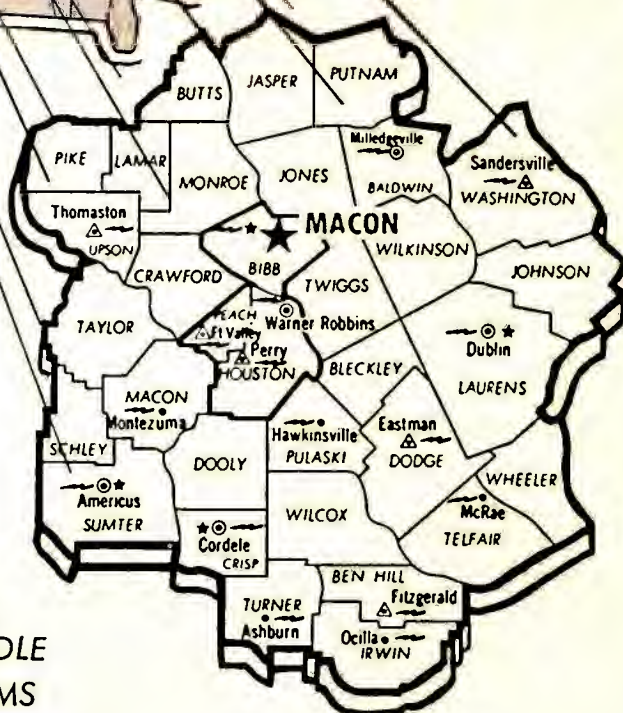 BUTTS
JASPER
PUTNAM
PIKE
LAMAR
MONROE
JONES
Milledgeville
BALDWIN
Sandersville
WASHINGTON
Thomaston
UPSON
MACON
BIBB
WILKINSON
JOHNSON
CRAWFORD
TWIGGS
TAYLOR
PEACH
Ft Valley
Warner Robbins
Perry
HOUSTON
BLECKLEY
Dublin
LAURENS
MACON
Montezuma
SCHLEY
DOOLY
Hawkinsville
PULASKI
Eastman
DODGE
WHEELER
Americus
SUMTER
Cordele
CRISP
WILCOX
McRae
TELFAIR
BEN HILL
Fitzgerald
TURNER
Ashburn
Ocilla
IRWIN
DLE
MS